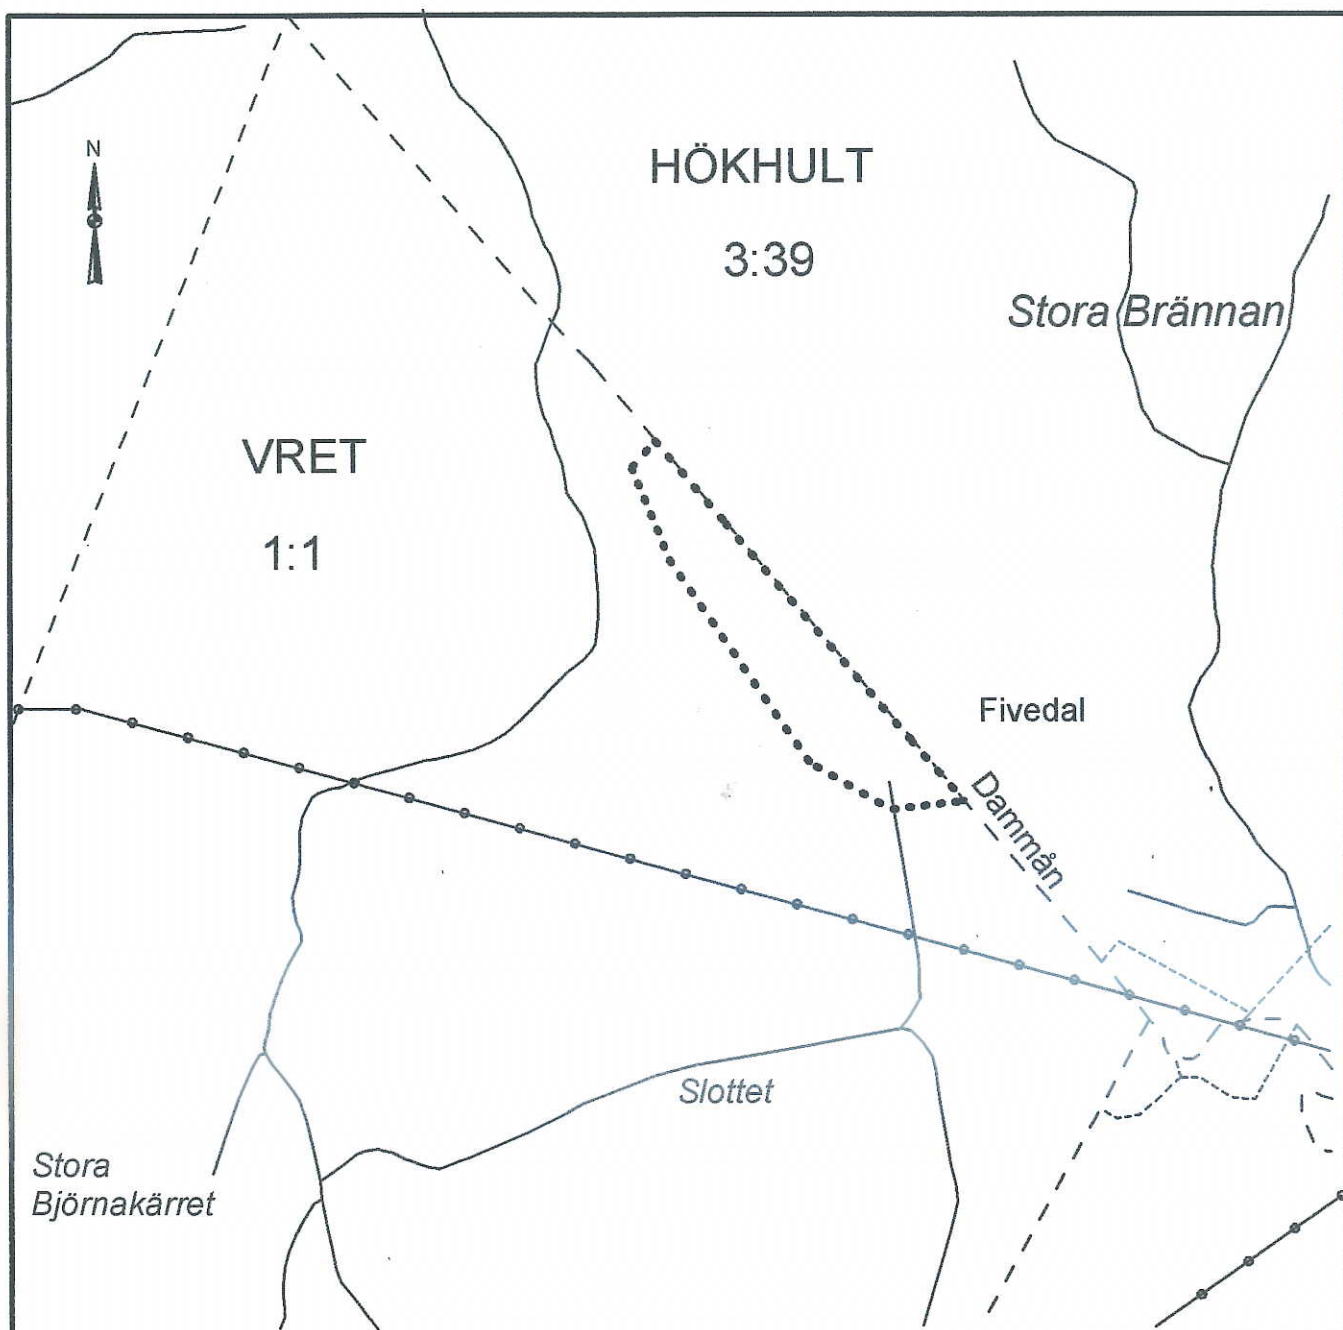 N
HÖKHULT
3:39
Stora Brännan
VRET
1:1
Fivedal
Dammån
Slottet
Stora
Björnakärret